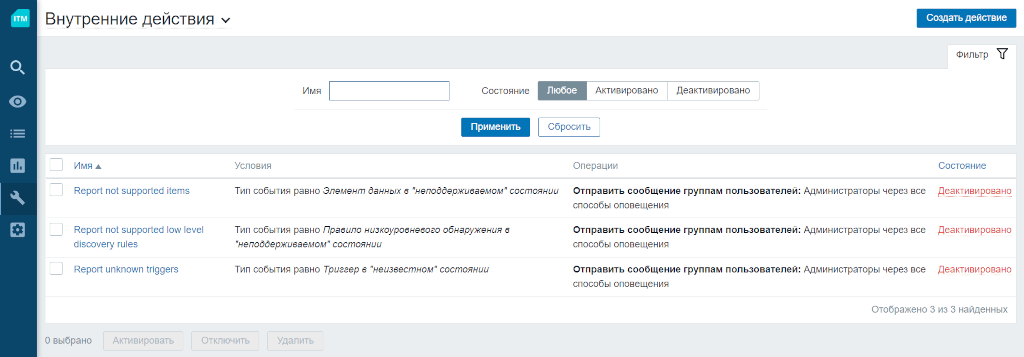 ITM
Внутренние действия
Создать действие
Фильтр
Имя
Состояние Любое Активировано Деактивировано
Применить Сбросить
Имя Условия Операции Состояние
Report not supported items Тип события равно Элемент данных в "неподдерживаемом" состоянии Отправить сообщение группам пользователей: Администраторы через все Деактивировано
способы оповещения
Report not supported low level Тип события равно Правило низкоуровневого обнаружения в Отправить сообщение группам пользователей: Администраторы через все Деактивировано
discovery rules "неподдерживаемом" состоянии способы оповещения
Report unknown triggers Тип события равно Триггер в "неизвестном" состоянии Отправить сообщение группам пользователей: Администраторы через все Деактивировано
способы оповещения
Отображено 3 из 3 найденных
0 выбрано Активировать Отключить Удалить